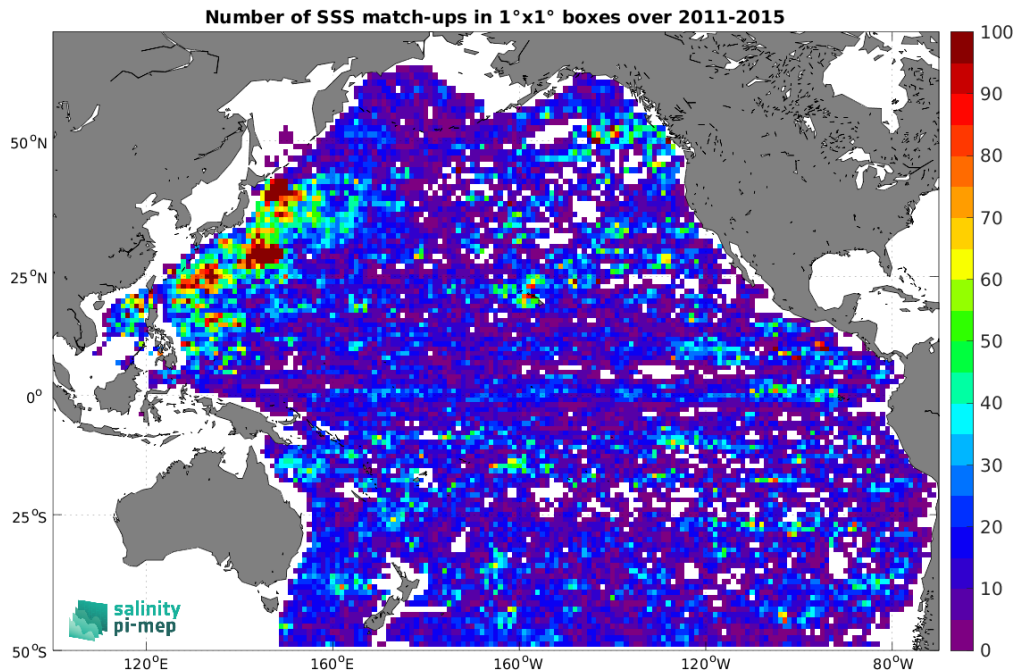 Number of SSS match-ups in 1°x1° boxes over 2011-2015
100
90
80
70
60
50
40
30
20
10
0
50°N
25°N
0°
25°S
50°S
120°E
160°E
160°W
120°W
80°W
salinity
pi-mep